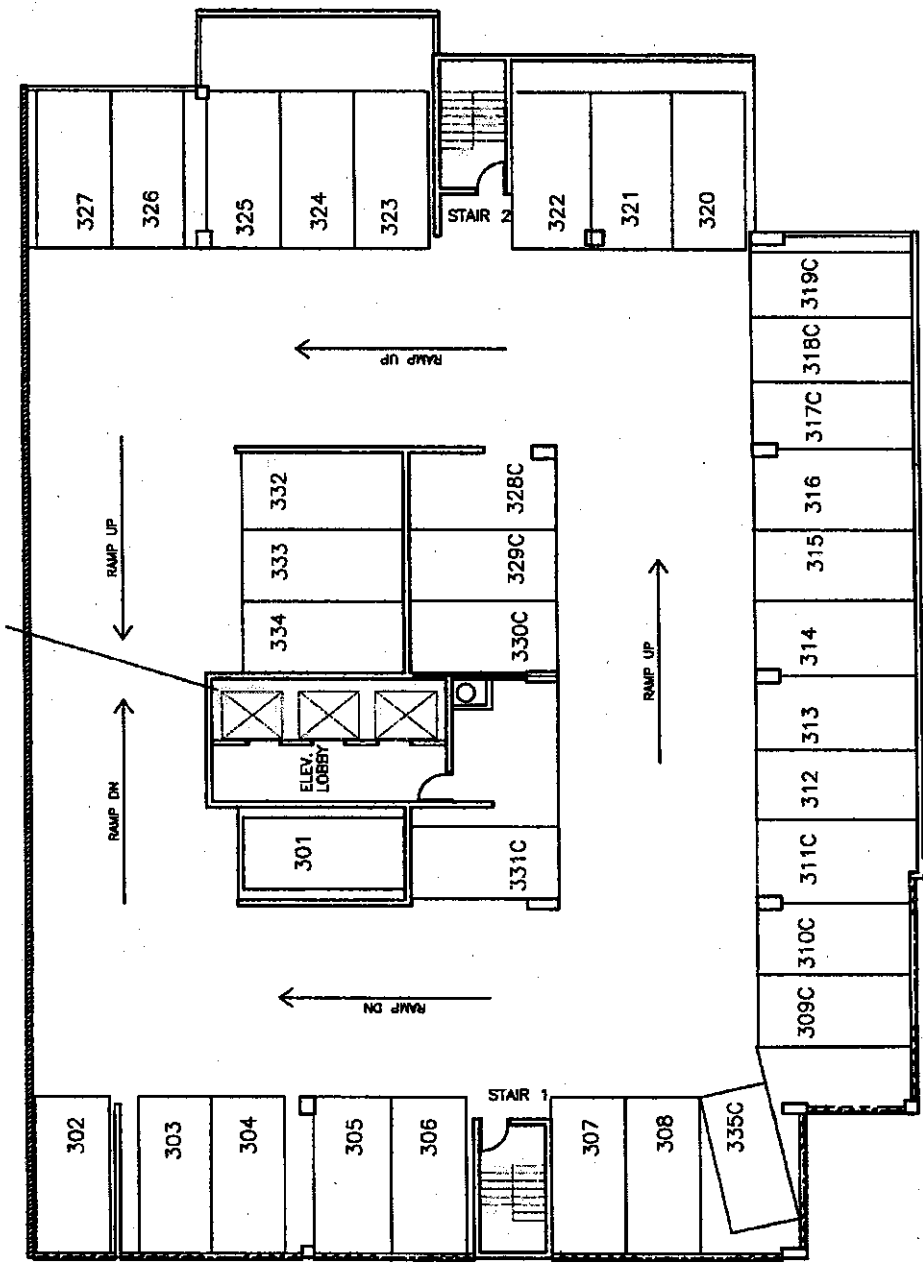 327
326
325
324
323
STAIR 2
322
321
320
319C
318C
317C
316
315
314
313
312
311C
310C
309C
RAMP UP
RAMP UP
RAMP DN
332
333
334
328C
329C
330C
RAMP UP
ELEV.
LOBBY
301
331C
RAMP DN
302
303
304
305
306
STAIR 1
307
308
335C